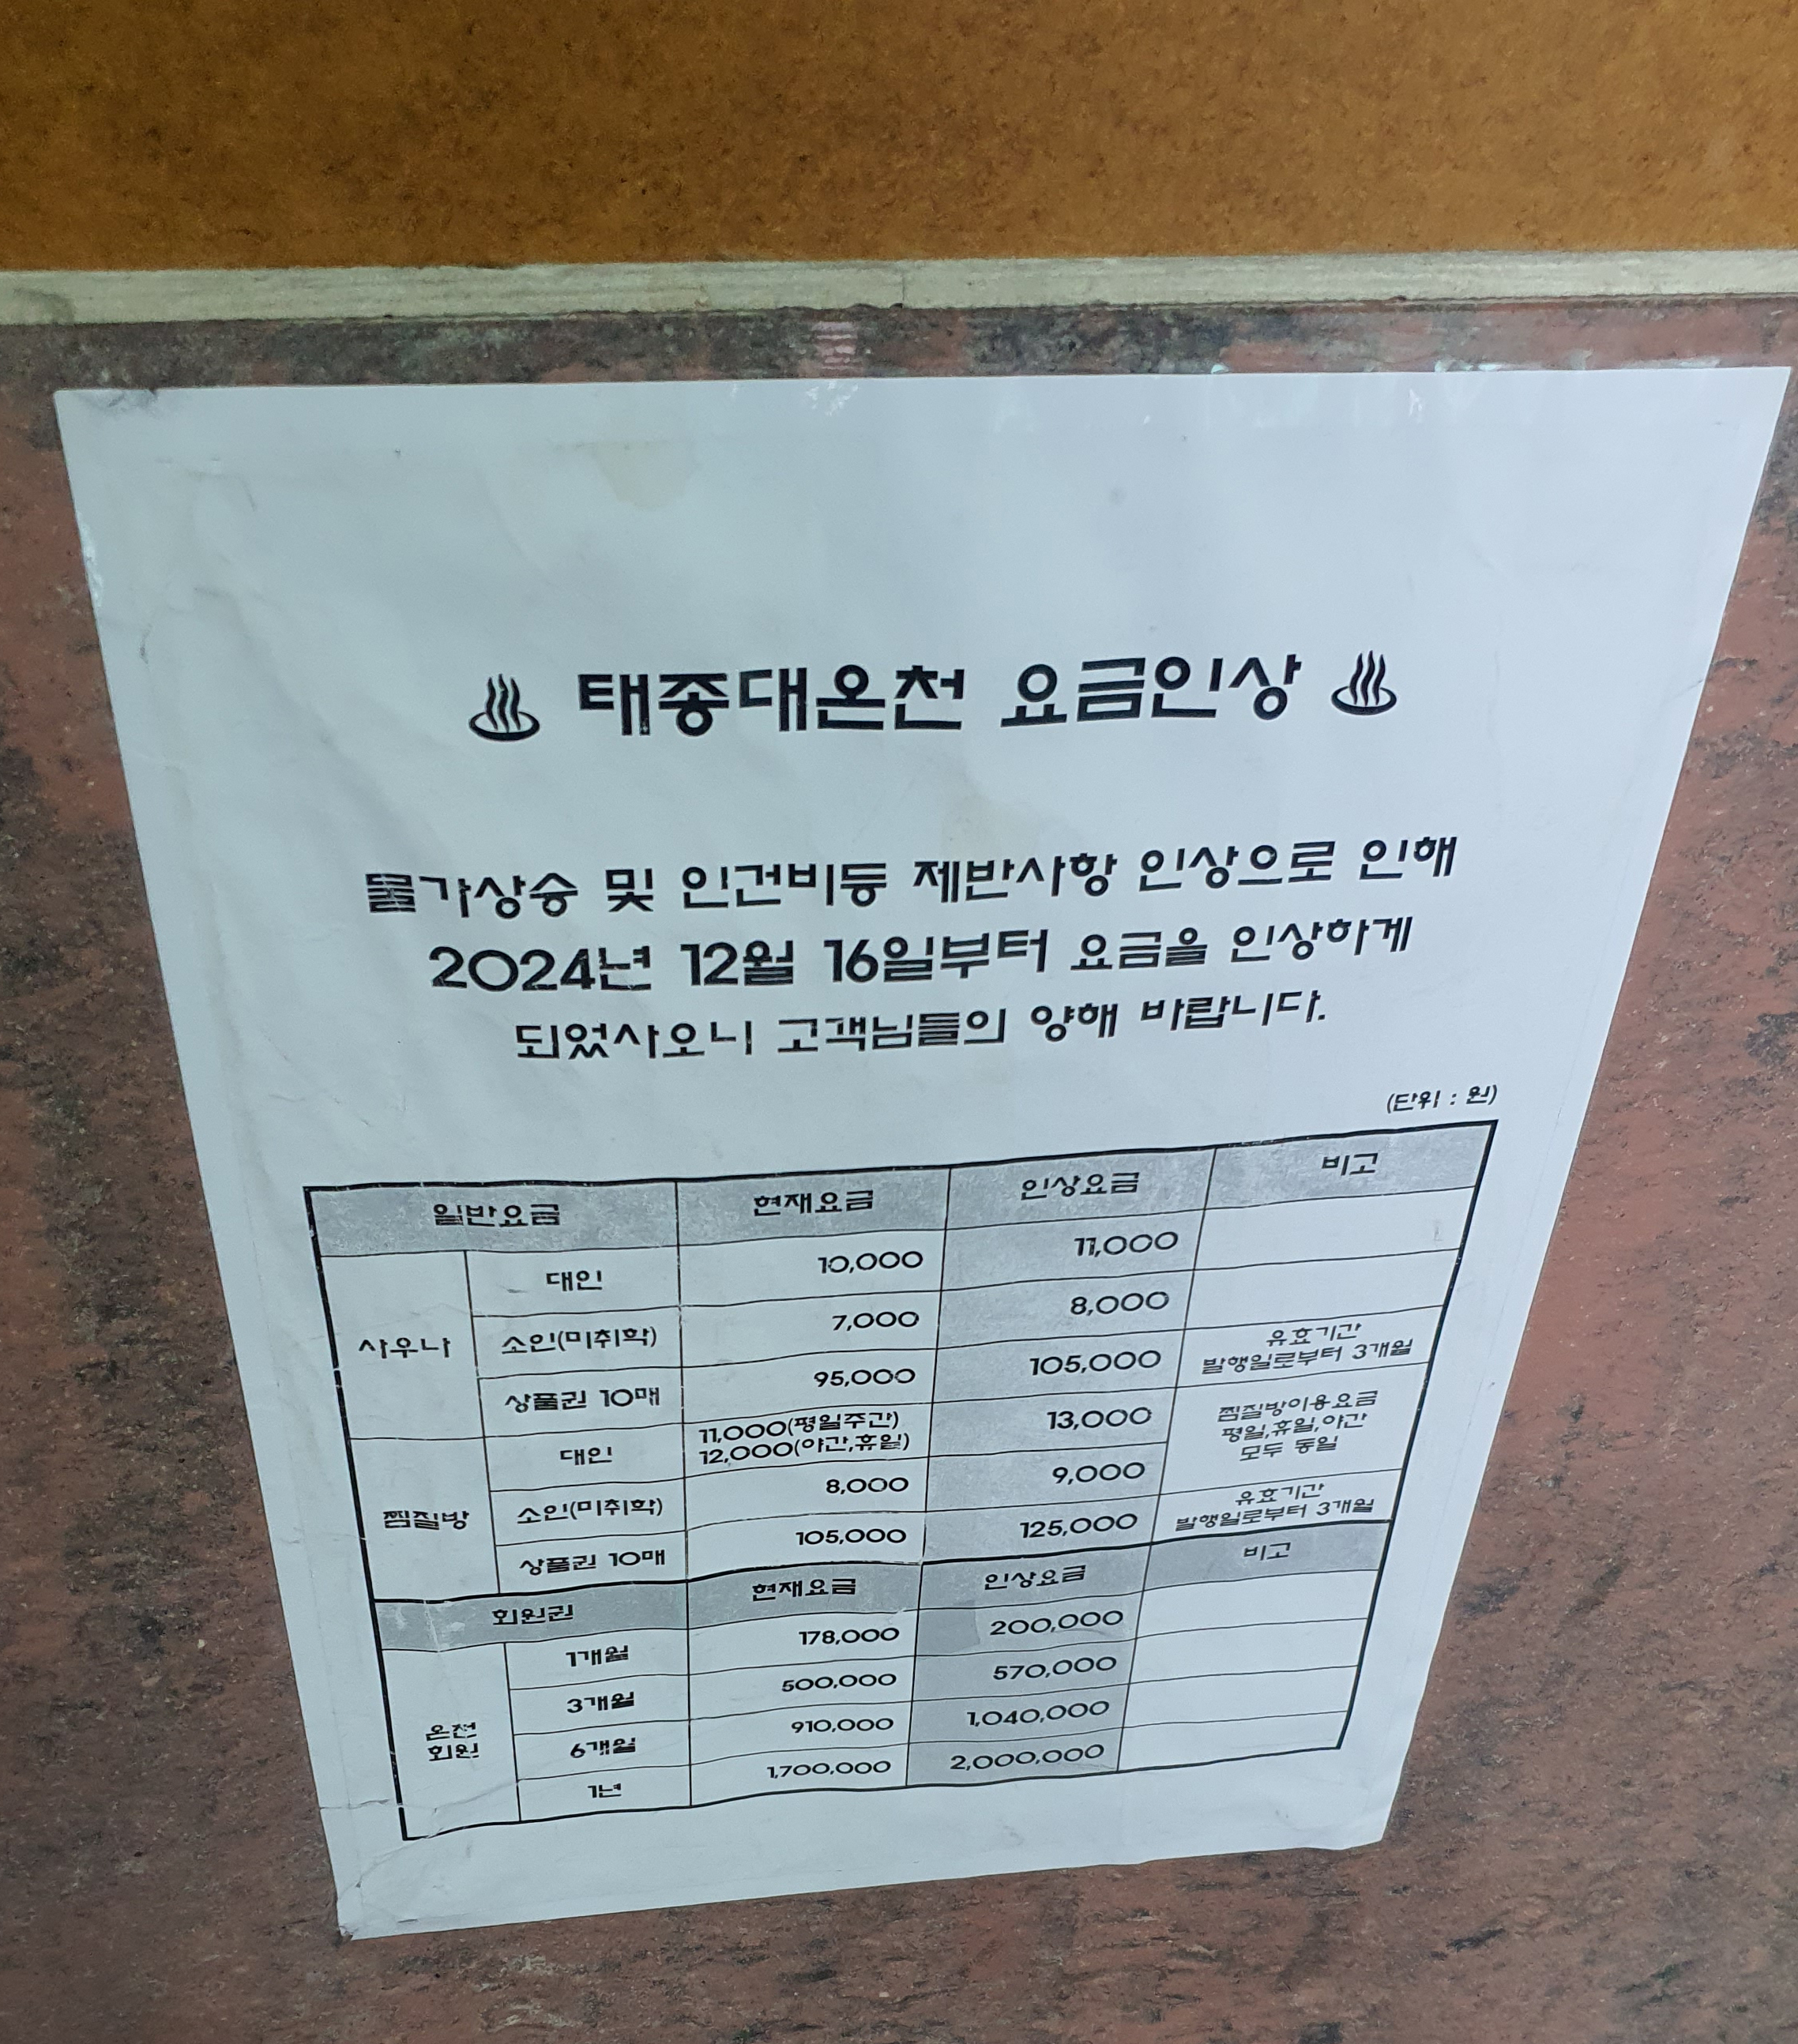 ♨ 태종대온천 요금인상 ♨
물가상승 및 인건비등 제반사항 인상으로 인해
2024년 12월 16일부터 요금을 인상하게
되었사오니 고객님들의 양해 바랍니다.
(단위 : 원)
일반요금 현재요금 인상요금 비고
사우나
대인 10,000 11,000
소인(미취학) 7,000 8,000
상품권 10매 95,000 105,000
유효기간
발행일로부터 3개월
찜질방
대인
11,000(평일주간)
12,000(야간,휴일)
13,000
찜질방이용요금
평일,휴일,야간
모두 동일
소인(미취학) 8,000 9,000
상품권 10매 105,000 125,000
유효기간
발행일로부터 3개월
회원권 현재요금 인상요금 비고
온천
회원
1개월 178,000 200,000
3개월 500,000 570,000
6개월 910,000 1,040,000
1년 1,700,000 2,000,000